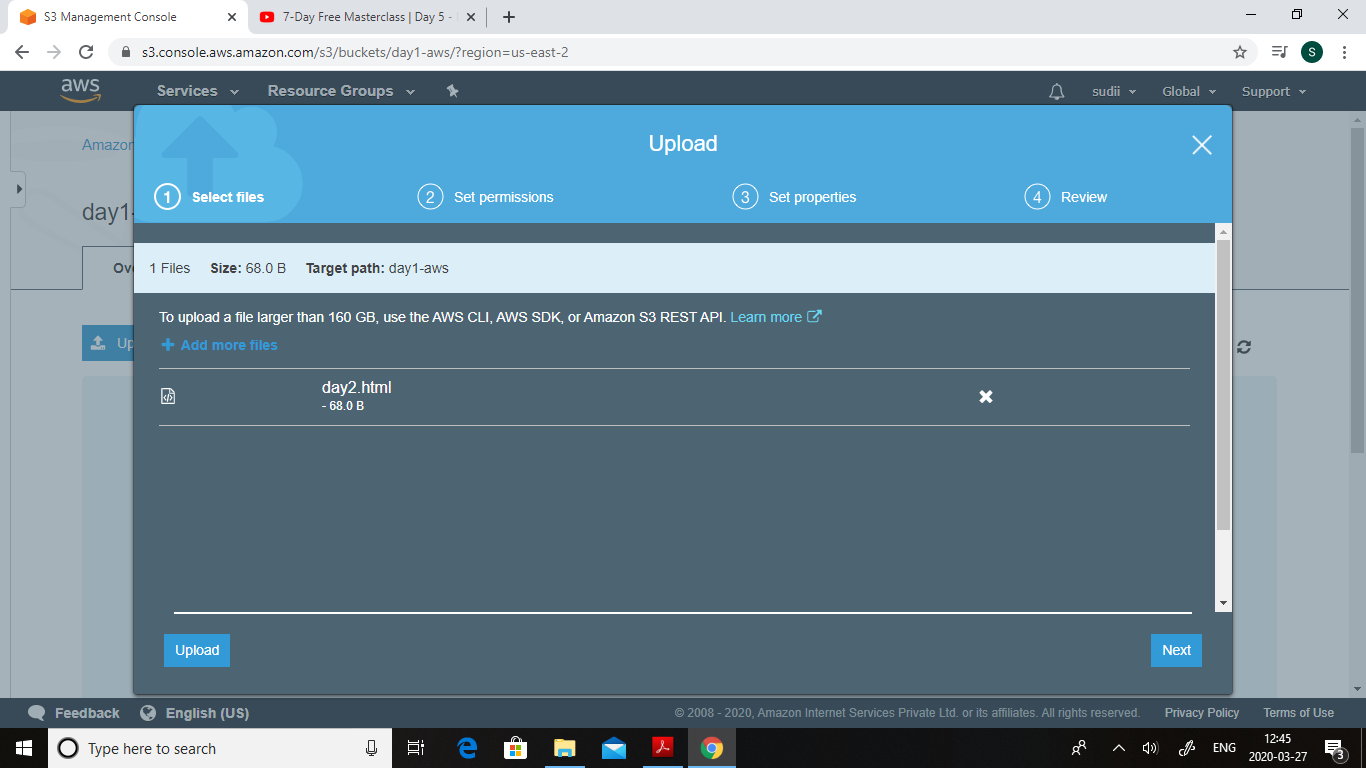 S3 Management Console
7-Day Free Masterclass | Day 5 -
s3.console.aws.amazon.com/s3/buckets/day1-aws/?region=us-east-2
S
aws
Services
Resource Groups
sudii
Global
Support
Amazon
Upload
1 Select files
2 Set permissions
3 Set properties
4 Review
day1-
Ove
1 Files Size: 68.0 B Target path: day1-aws
To upload a file larger than 160 GB, use the AWS CLI, AWS SDK, or Amazon S3 REST API. Learn more
Up
Add more files
day2.html
- 68.0 B
Upload
Next
Feedback
English (US)
© 2008 - 2020, Amazon Internet Services Private Ltd. or its affiliates. All rights reserved.
Privacy Policy
Terms of Use
Type here to search
ENG
12:45
2020-03-27
3